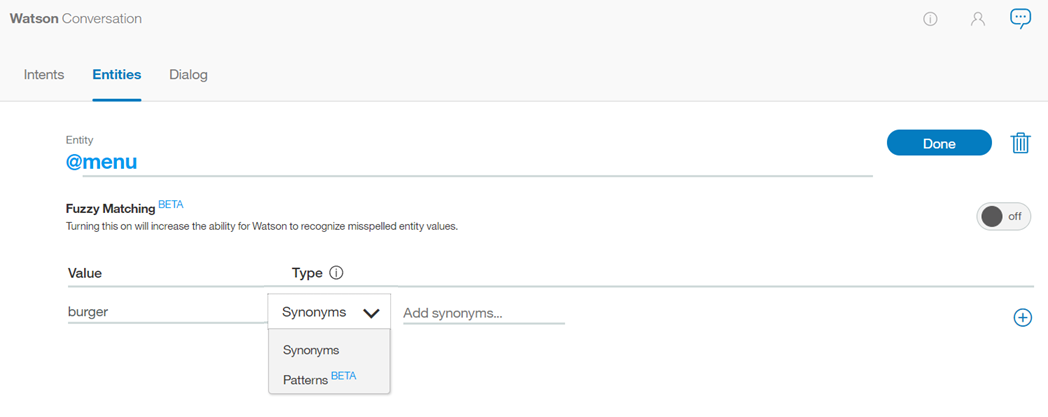 Watson Conversation
Intents Entities Dialog
Entity
@menu
Done
Fuzzy Matching BETA
Turning this on will increase the ability for Watson to recognize misspelled entity values.
off
Value Type
burger Synonyms Add synonyms...
Synonyms
Patterns BETA